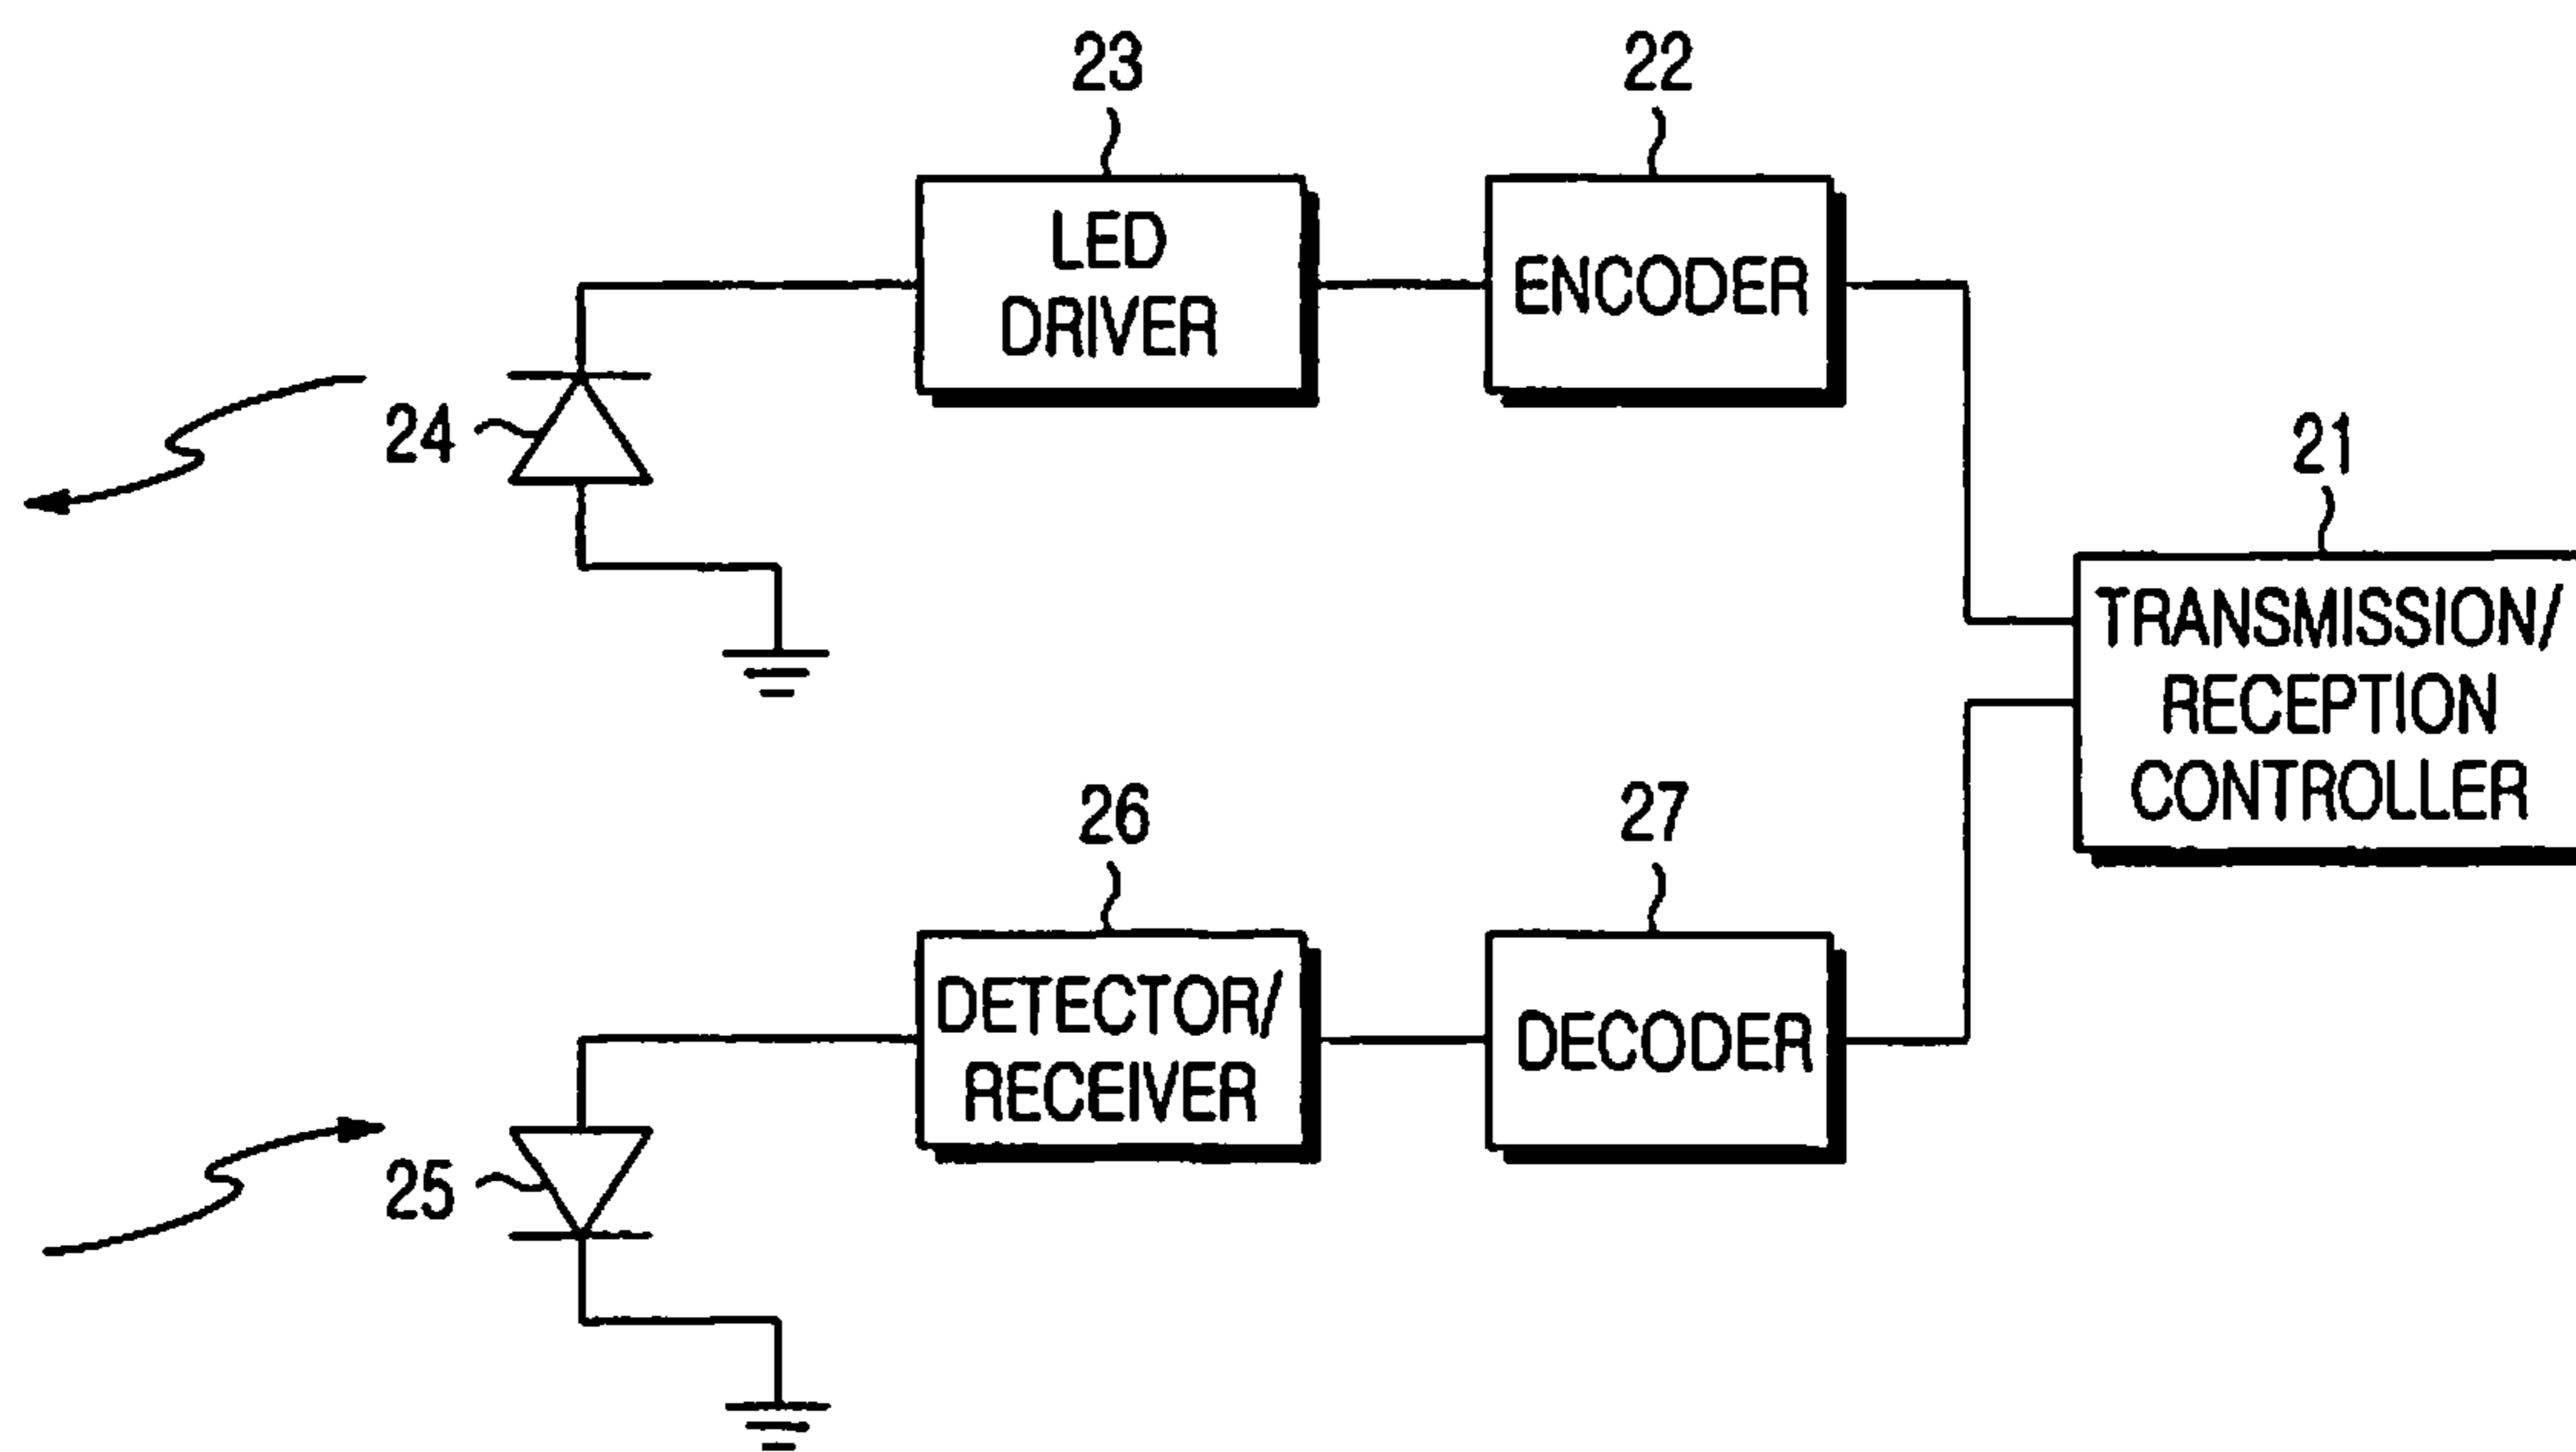 23
22
LED
DRIVER
ENCODER
24
21
TRANSMISSION/
RECEPTION
CONTROLLER
26
27
DETECTOR/
RECEIVER
DECODER
25